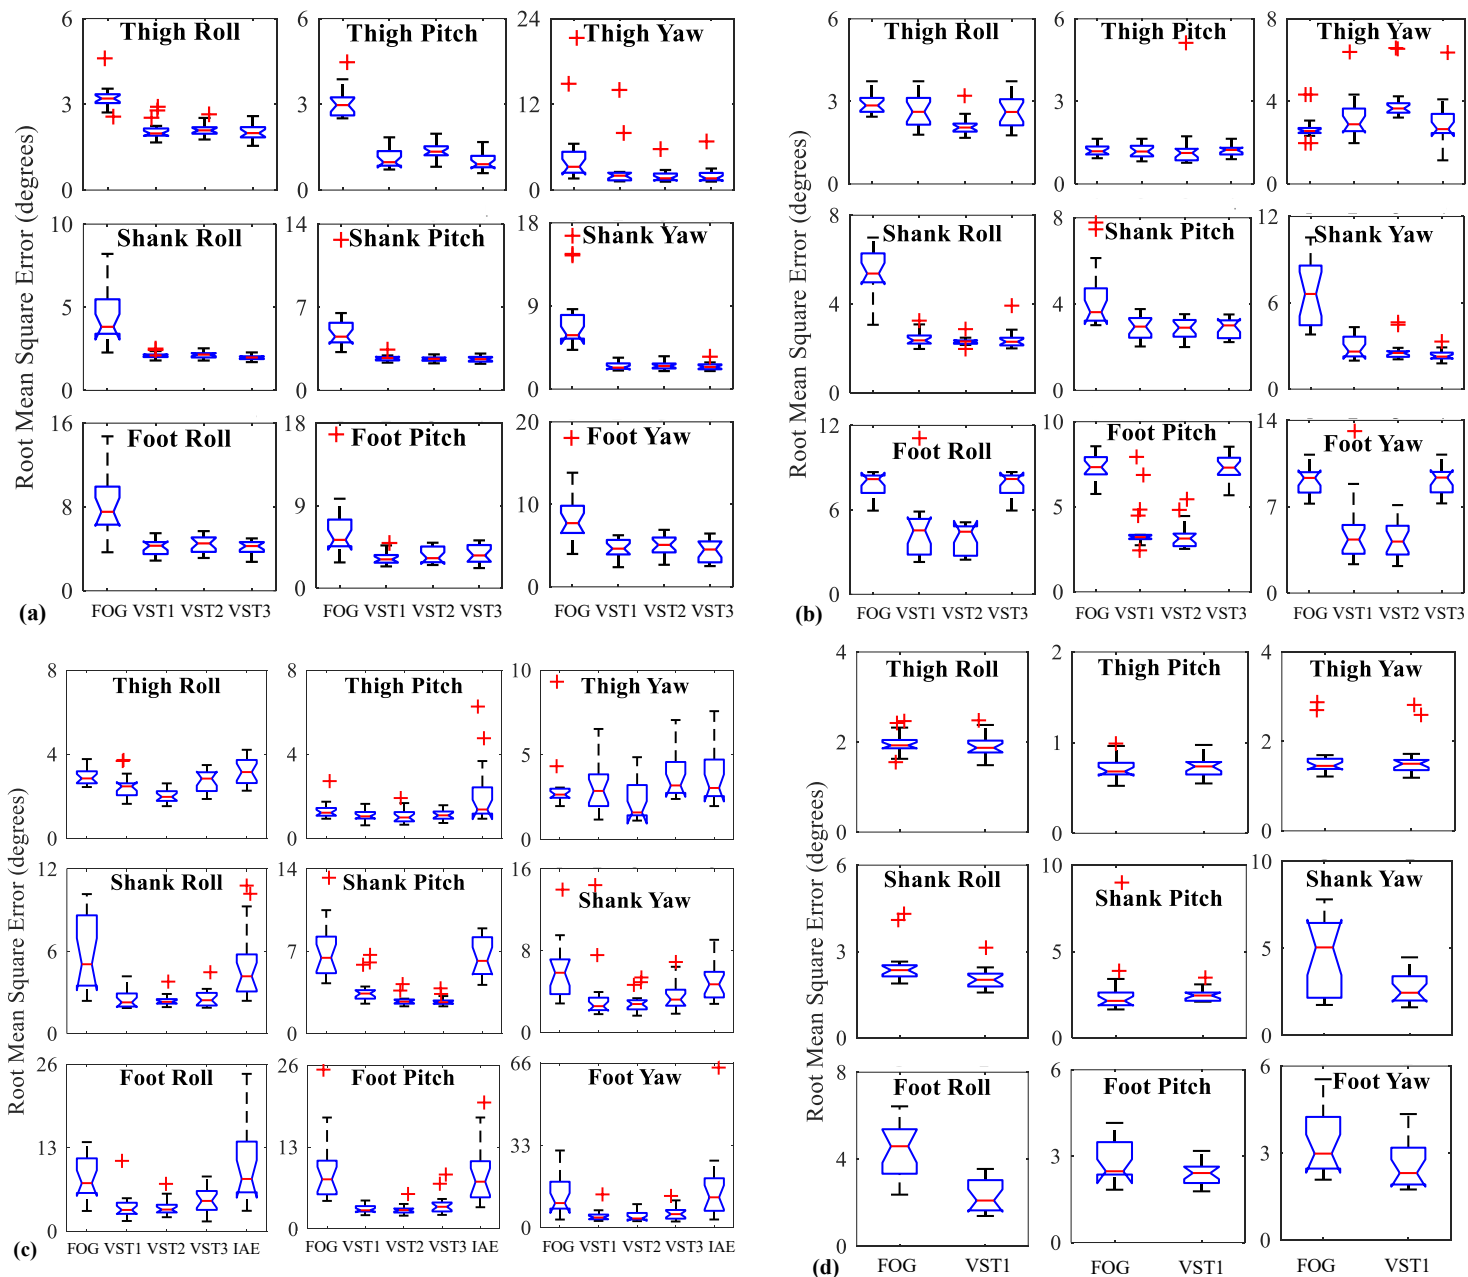 Root Mean Square Error (degrees)
6
3
0
Thigh Roll
6
3
0
Thigh Pitch
24
12
0
Thigh Yaw
10
5
0
Shank Roll
14
7
0
Shank Pitch
18
9
0
Shank Yaw
16
8
0
Foot Roll
18
9
0
Foot Pitch
20
10
0
Foot Yaw
(a) FOG VST1 VST2 VST3 FOG VST1 VST2 VST3 FOG VST1 VST2 VST3
Root Mean Square Error (degrees)
6
3
0
Thigh Roll
6
3
0
Thigh Pitch
8
4
0
Thigh Yaw
8
4
0
Shank Roll
8
4
0
Shank Pitch
12
6
0
Shank Yaw
12
6
0
Foot Roll
10
5
0
Foot Pitch
14
7
0
Foot Yaw
(b) FOG VST1 VST2 VST3 FOG VST1 VST2 VST3 FOG VST1 VST2 VST3
Root Mean Square Error (degrees)
8
4
0
Thigh Roll
8
4
0
Thigh Pitch
10
5
0
Thigh Yaw
12
6
0
Shank Roll
14
7
0
Shank Pitch
16
8
0
Shank Yaw
26
13
0
Foot Roll
26
13
0
Foot Pitch
66
33
0
Foot Yaw
(c) FOG VST1 VST2 VST3 IAE FOG VST1 VST2 VST3 IAE FOG VST1 VST2 VST3 IAE
Root Mean Square Error (degrees)
4
2
0
Thigh Roll
2
1
0
Thigh Pitch
4
2
0
Thigh Yaw
6
3
0
Shank Roll
10
5
0
Shank Pitch
10
5
0
Shank Yaw
8
4
0
Foot Roll
6
3
0
Foot Pitch
6
3
0
Foot Yaw
(d) FOG VST1 FOG VST1 FOG VST1